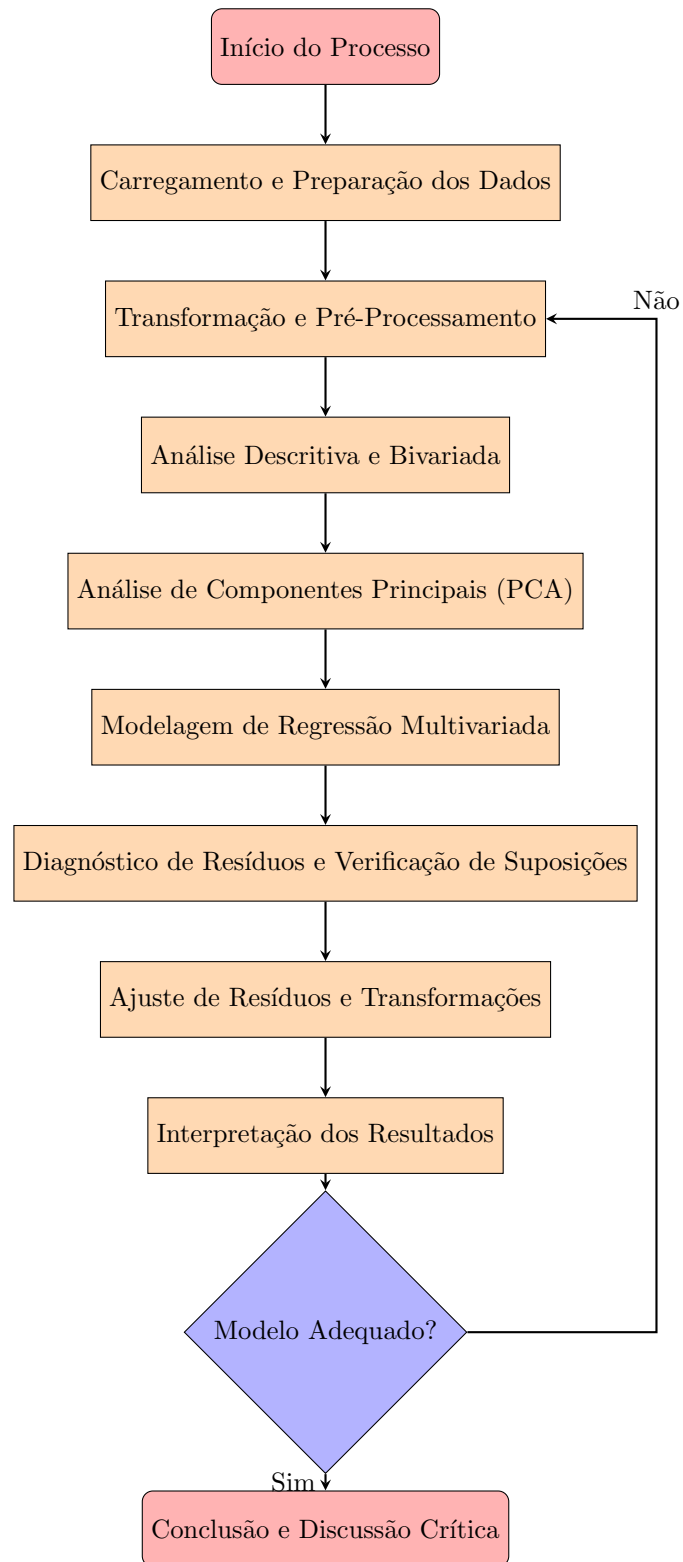 Início do Processo
Carregamento e Preparação dos Dados
Não
Transformação e Pré-Processamento
Análise Descritiva e Bivariada
Análise de Componentes Principais (PCA)
Modelagem de Regressão Multivariada
Diagnóstico de Resíduos e Verificação de Suposições
Ajuste de Resíduos e Transformações
Interpretação dos Resultados
Modelo Adequado?
Sim
Conclusão e Discussão Crítica